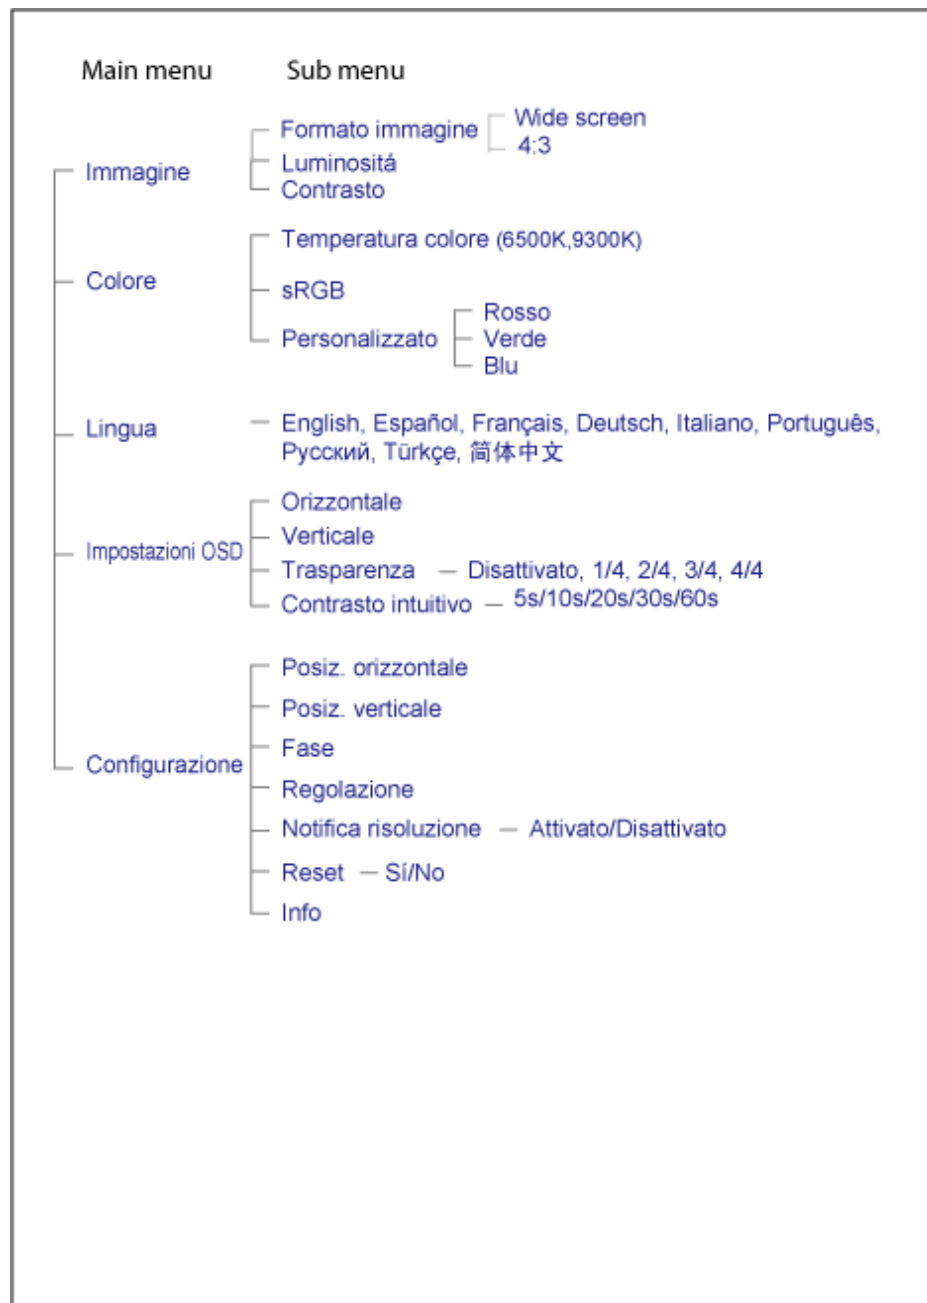 Main menu Sub menu
Immagine
Formato immagine
Wide screen
4:3
Luminositá
Contrasto
Colore
Temperatura colore (6500K,9300K)
sRGB
Personalizzato
Rosso
Verde
Blu
Lingua
English, Español, Français, Deutsch, Italiano, Português,
Русский, Türkçe, 简体中文
Impostazioni OSD
Orizzontale
Verticale
Trasparenza — Disattivato, 1/4, 2/4, 3/4, 4/4
Contrasto intuitivo — 5s/10s/20s/30s/60s
Configurazione
Posiz. orizzontale
Posiz. verticale
Fase
Regolazione
Notifica risoluzione — Attivato/Disattivato
Reset — Sí/No
Info